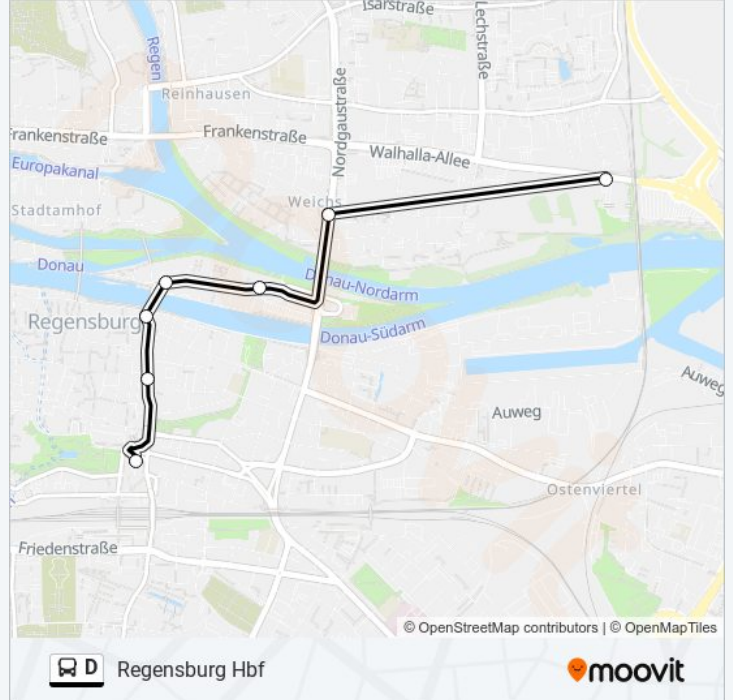 Isarstraße
Lechstraße
Regen
Reinhausen
Nordgaustraße
Frankenstraße
Frankenstraße
Walhalla-Allee
Europakanal
Weichs
Stadtamhof
Donau
Donau-Nordarm
Regensburg
Donau-Südarm
Auweg
Auweg
Ostenviertel
Friedenstraße
© OpenStreetMap contributors | © OpenMapTiles
D Regensburg Hbf
moovit